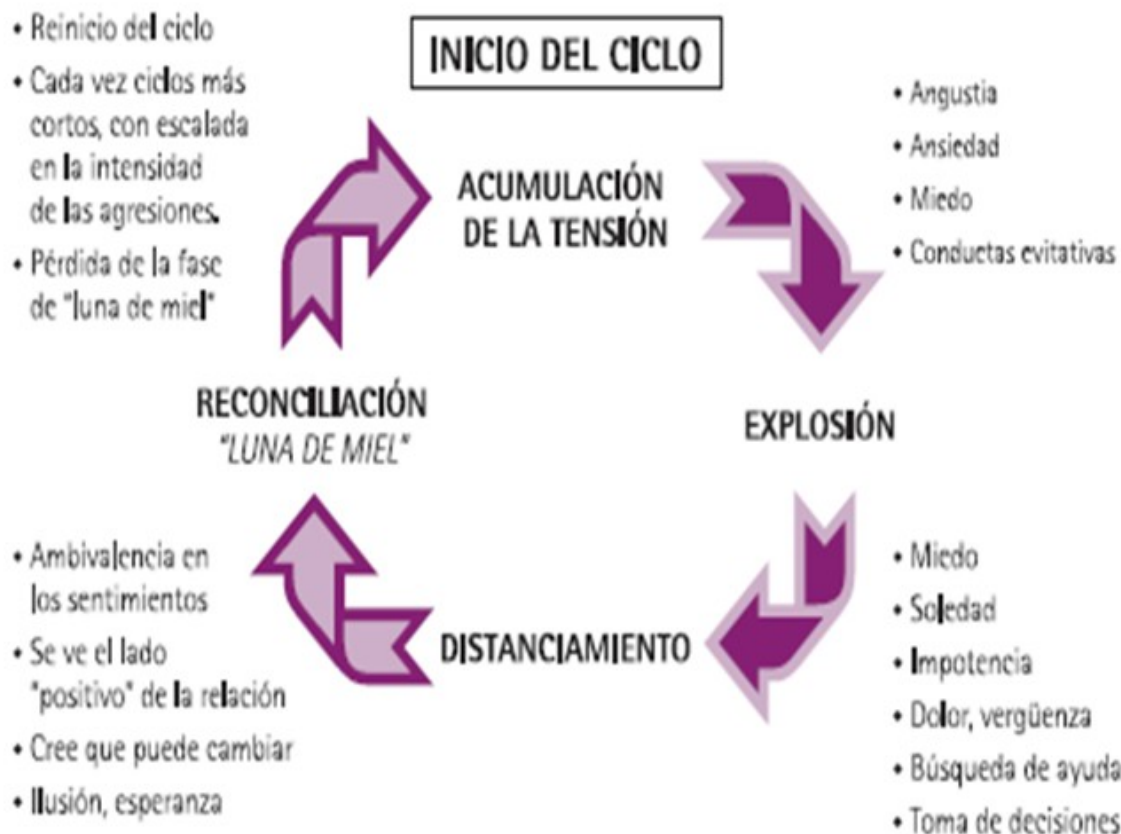 INICIO DEL CICLO
• Reinicio del ciclo
• Cada vez ciclos más
cortos, con escalada
en la intensidad
de las agresiones.
• Pérdida de la fase
de "luna de miel"
ACUMULACIÓN
DE LA TENSIÓN
• Angustia
• Ansiedad
• Miedo
• Conductas evitativas
RECONCILIACIÓN
"LUNA DE MIEL"
EXPLOSIÓN
• Ambivalencia en
los sentimientos
• Se ve el lado
"positivo" de la relación
• Cree que puede cambiar
• Ilusión, esperanza
DISTANCIAMIENTO
• Miedo
• Soledad
• Impotencia
• Dolor, vergüenza
• Búsqueda de ayuda
• Toma de decisiones